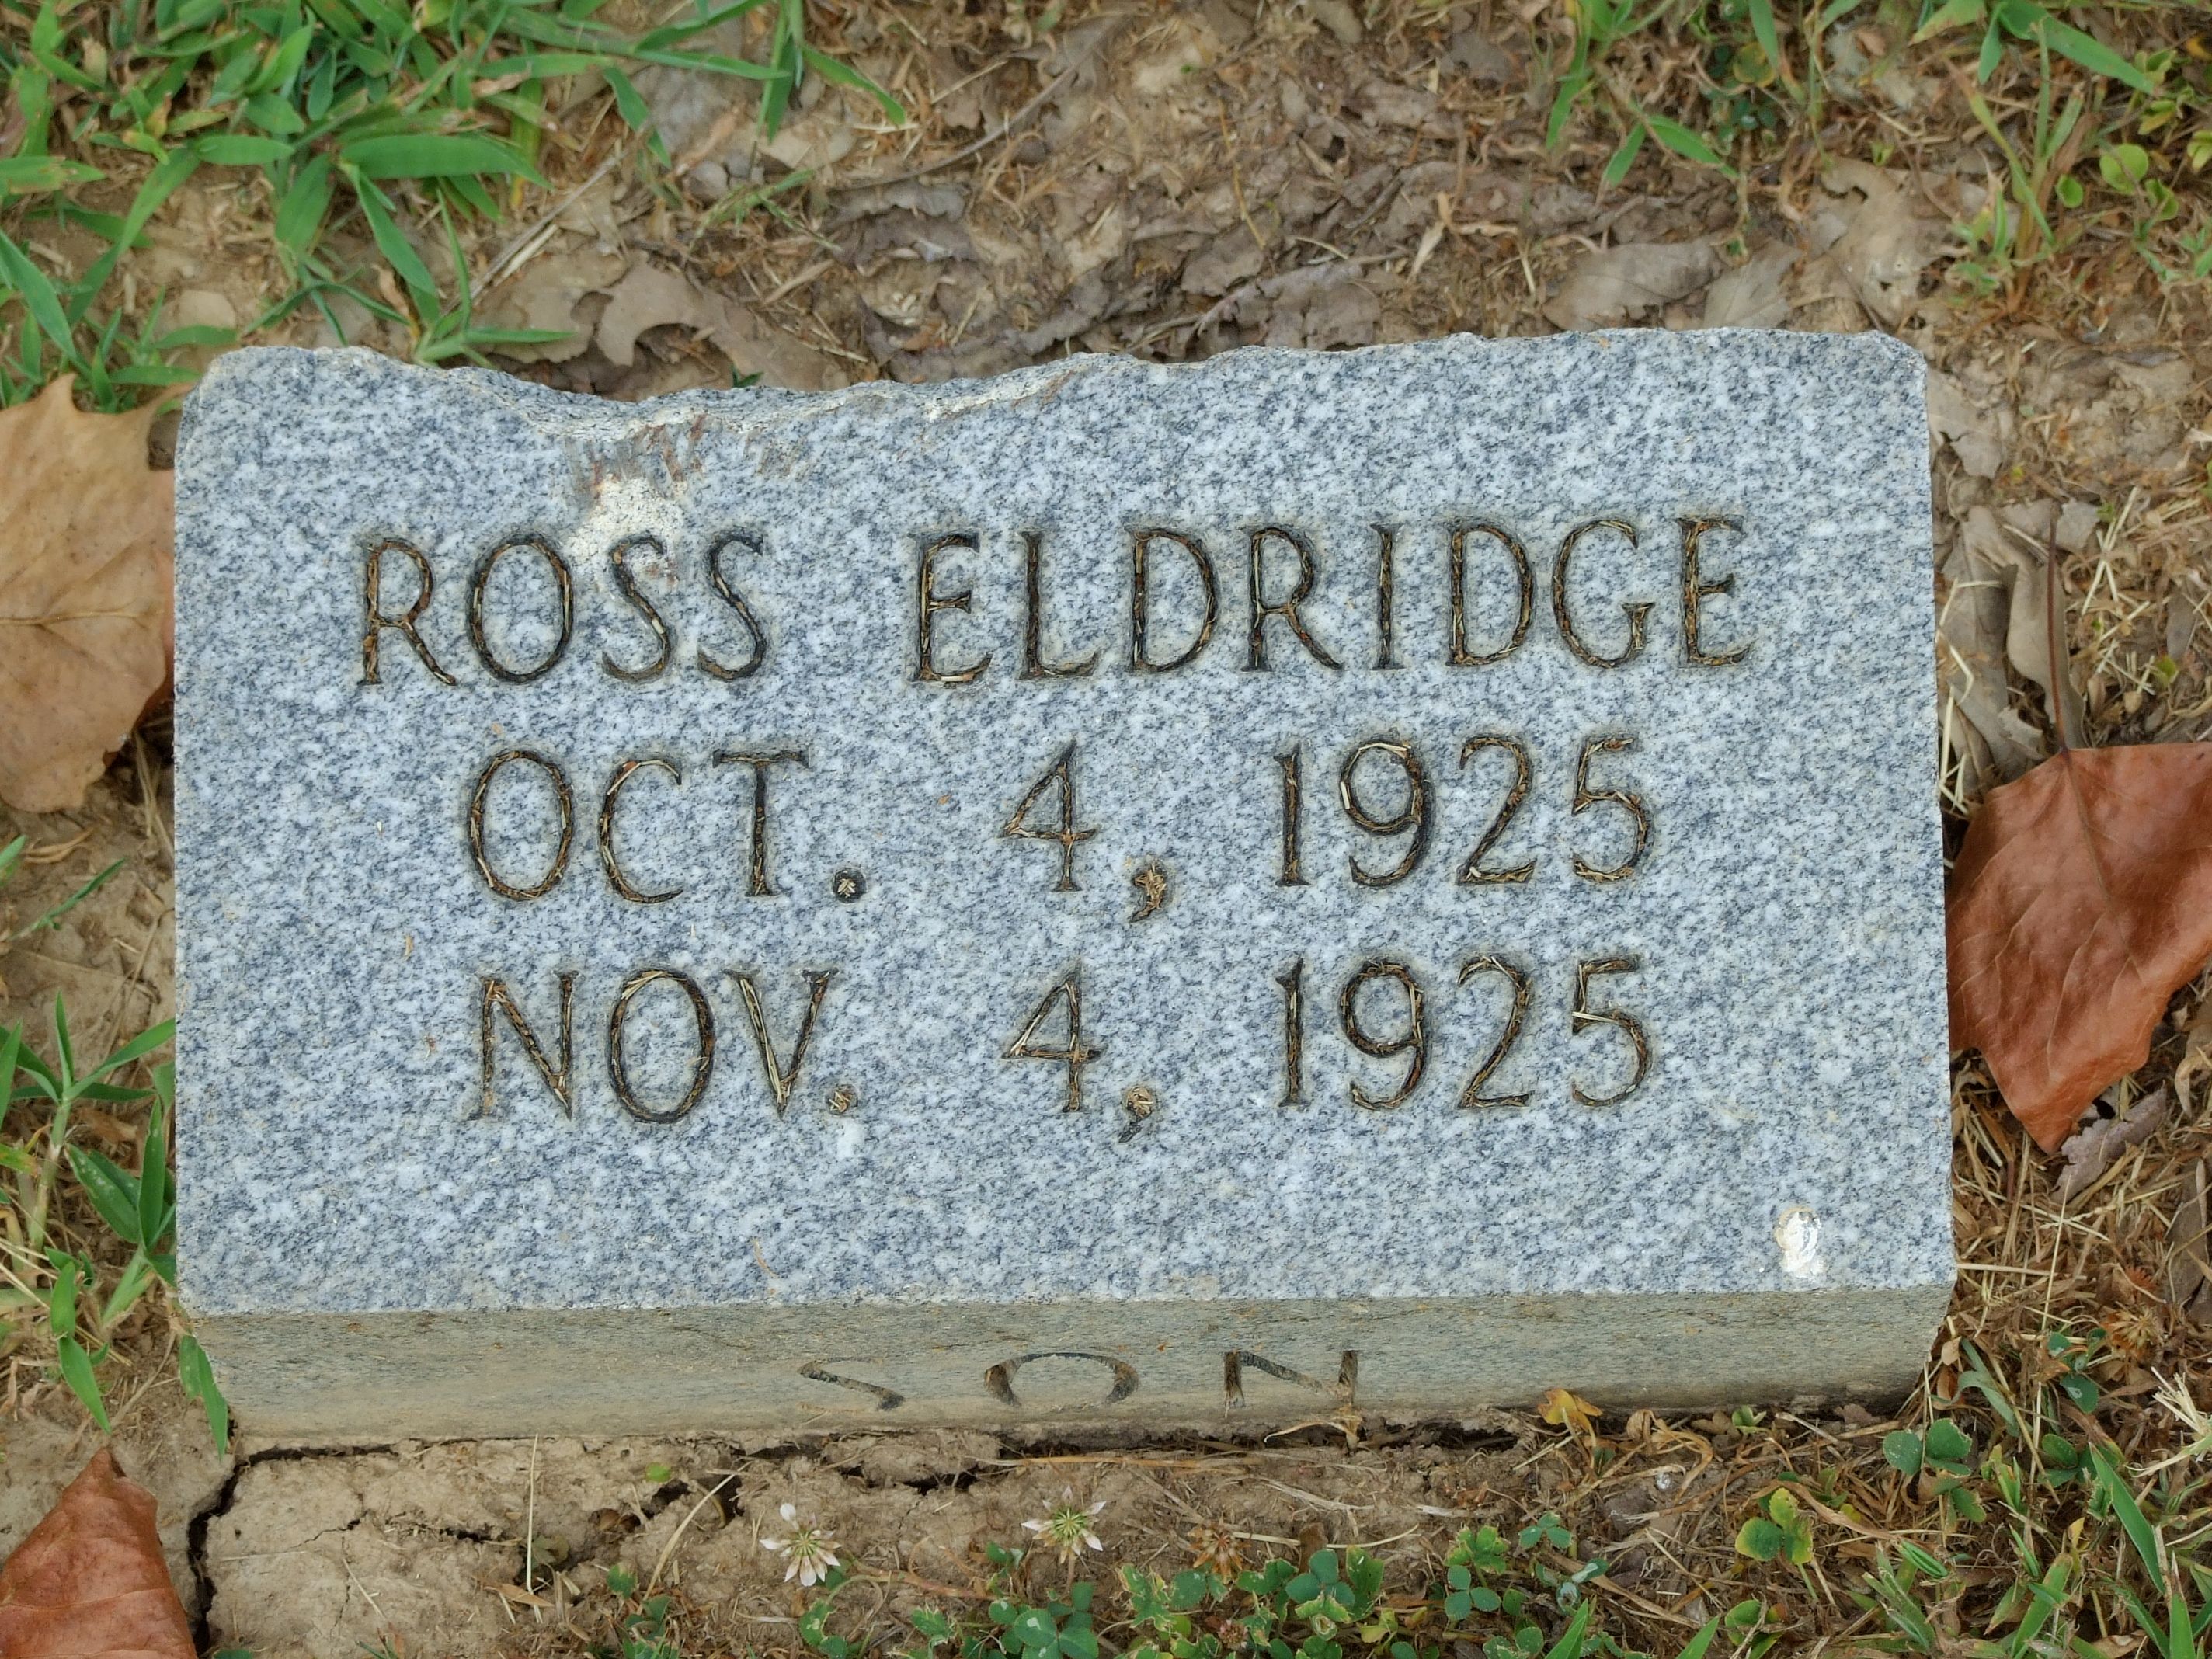 ROSS ELDRIDGE
OCT. 4, 1925
NOV. 4, 1925
SON